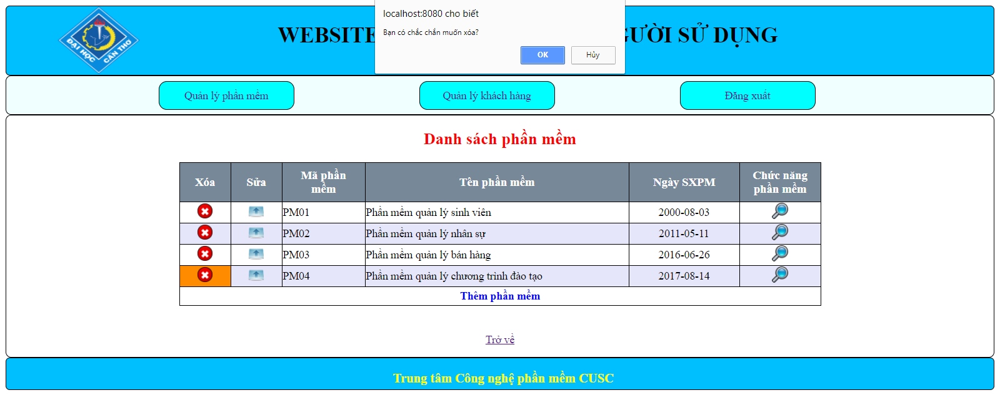 localhost:8080 cho biết
Bạn có chắc chắn muốn xóa?
OK Hủy
ĐẠI HỌC CẦN THƠ
WEBSITE SỬ DỤNG
Quản lý phần mềm Quản lý khách hàng Đăng xuất
Danh sách phần mềm
Xóa Sửa Mã phần mềm Tên phần mềm Ngày SXPM Chức năng phần mềm
PM01 Phần mềm quản lý sinh viên 2000-08-03
PM02 Phần mềm quản lý nhân sự 2011-05-11
PM03 Phần mềm quản lý bán hàng 2016-06-26
PM04 Phần mềm quản lý chương trình đào tạo 2017-08-14
Thêm phần mềm
Trở về
Trung tâm Công nghệ phần mềm CUSC